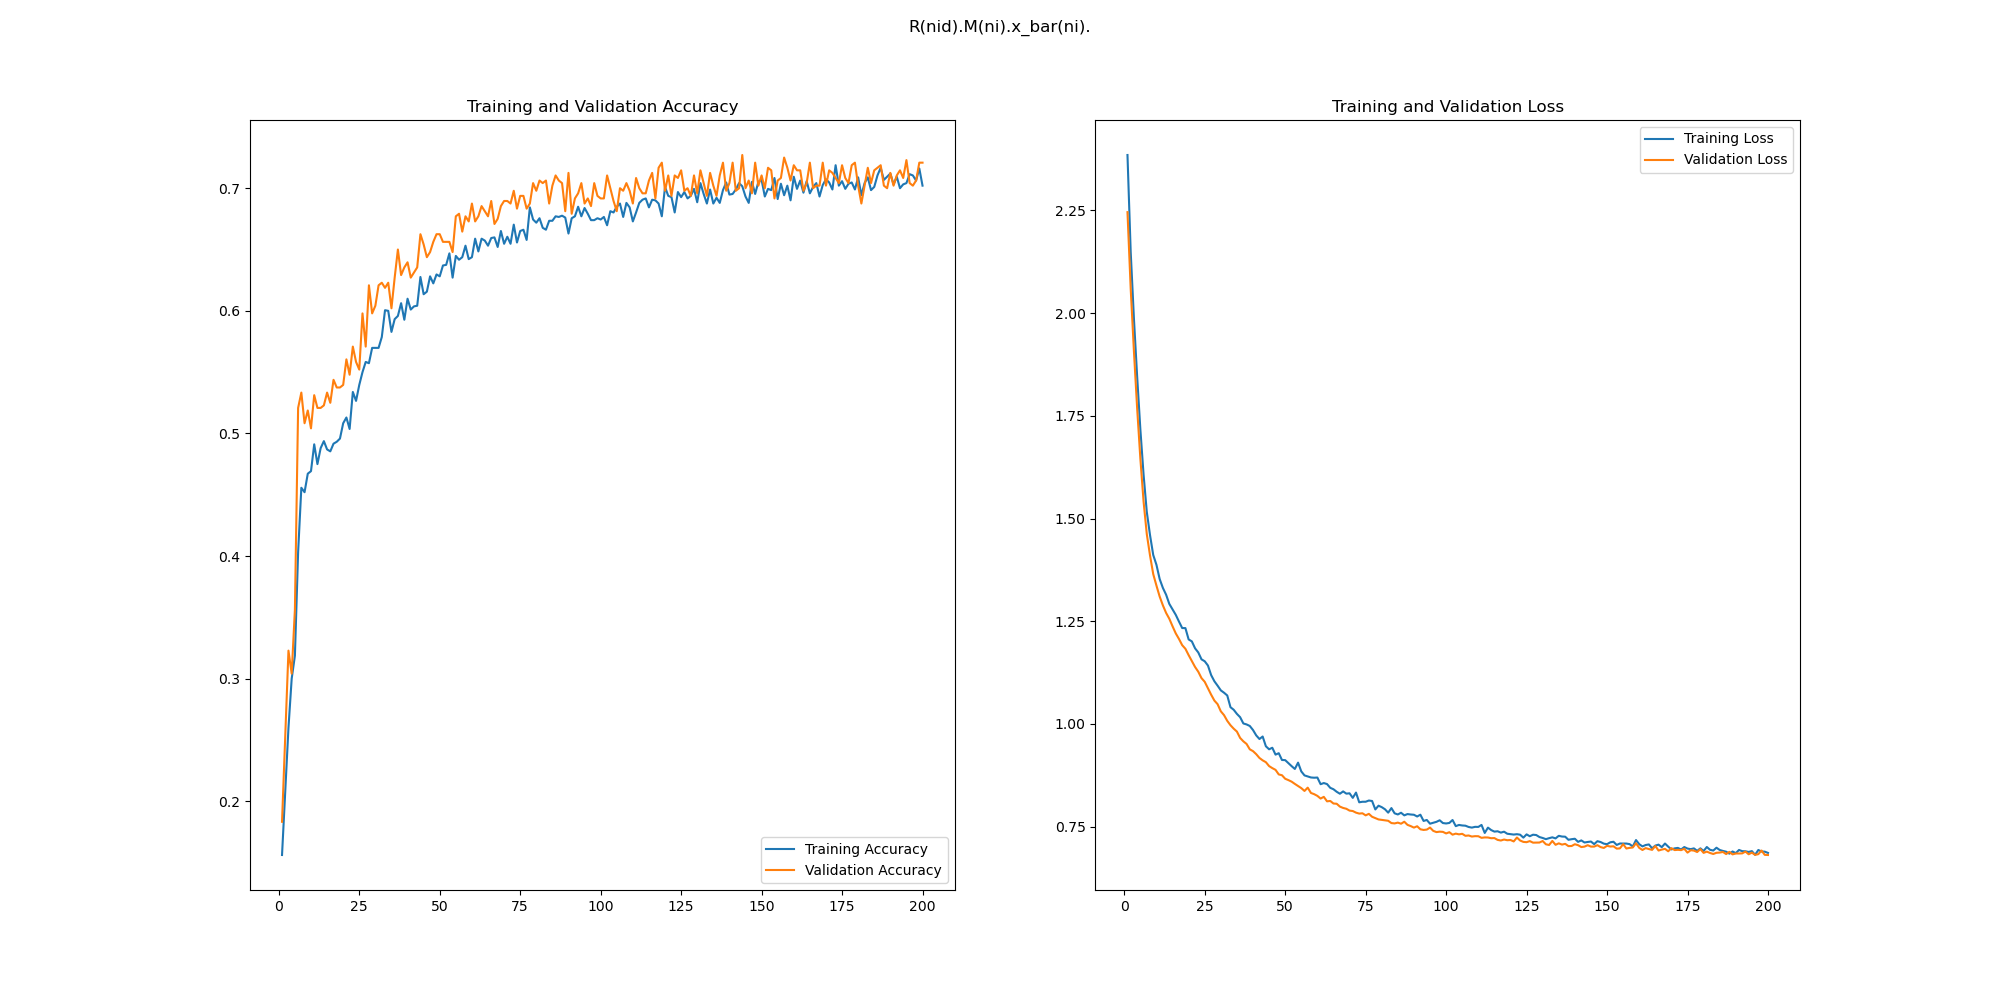 R(nid).M(ni).x_bar(ni).
Training and Validation Accuracy
0.7
0.6
0.5
0.4
0.3
0.2
0 25 50 75 100 125 150 175 200
Training Accuracy
Validation Accuracy
Training and Validation Loss
2.25
2.00
1.75
1.50
1.25
1.00
0.75
0 25 50 75 100 125 150 175 200
Training Loss
Validation Loss